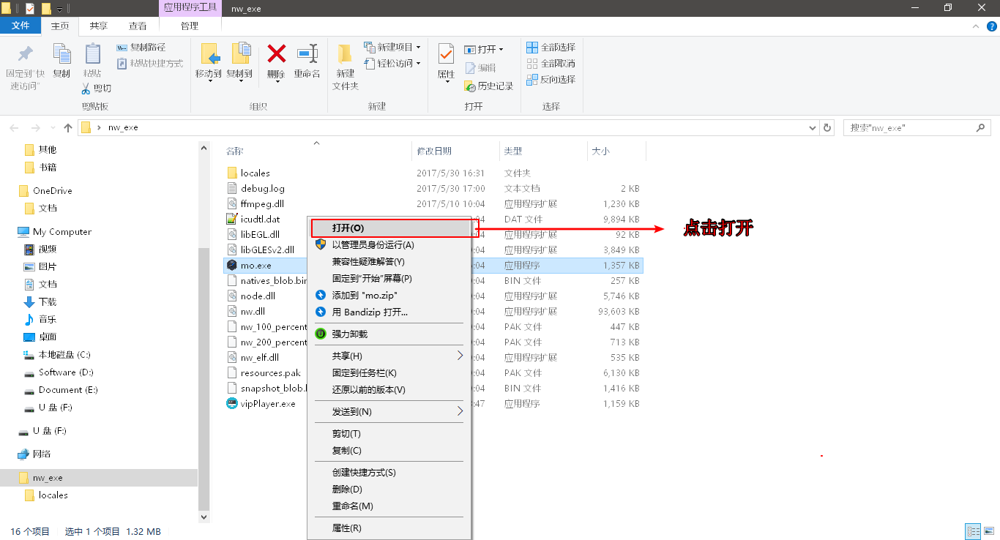 应用程序工具 nw_exe
文件 主页 共享 查看 管理
固定到“快速访问”
复制
粘贴
复制路径
粘贴快捷方式
剪切
剪贴板
移动到 复制到 删除 重命名
组织
新建文件夹
新建项目
轻松访问
新建
属性
打开
编辑
历史记录
打开
全部选择
全部取消
反向选择
选择
nw_exe
搜索"nw_exe"
其他
书籍
OneDrive
文档
My Computer
视频
图片
文档
下载
音乐
桌面
本地磁盘 (C:)
Software (D:)
Document (E:)
U 盘 (F:)
U 盘 (F:)
网络
nw_exe
locales
名称 修改日期 类型 大小
locales 2017/5/30 16:31 文件夹
debug.log 2017/5/30 17:00 文本文档 2 KB
ffmpeg.dll 2017/5/10 10:04 应用程序扩展 1,230 KB
icudtl.dat :04 DAT 文件 9,894 KB
libEGL.dll :04 应用程序扩展 92 KB
libGLESv2.dll :04 应用程序扩展 3,849 KB
mo.exe :04 应用程序 1,357 KB
natives_blob.bin :04 BIN 文件 257 KB
node.dll :04 应用程序扩展 5,746 KB
nw.dll :04 应用程序扩展 93,603 KB
nw_100_percent :04 PAK 文件 447 KB
nw_200_percent :04 PAK 文件 713 KB
nw_elf.dll :04 应用程序扩展 535 KB
resources.pak :04 PAK 文件 6,130 KB
snapshot_blob. :04 BIN 文件 1,416 KB
vipPlayer.exe :47 应用程序 1,159 KB
打开(O)
以管理员身份运行(A)
兼容性疑难解答(Y)
固定到“开始”屏幕(P)
添加到 "mo.zip"
用 Bandizip 打开...
强力卸载
共享(H)
固定到任务栏(K)
还原以前的版本(V)
发送到(N)
剪切(T)
复制(C)
创建快捷方式(S)
删除(D)
重命名(M)
属性(R)
点击打开
16 个项目 选中 1 个项目 1.32 MB